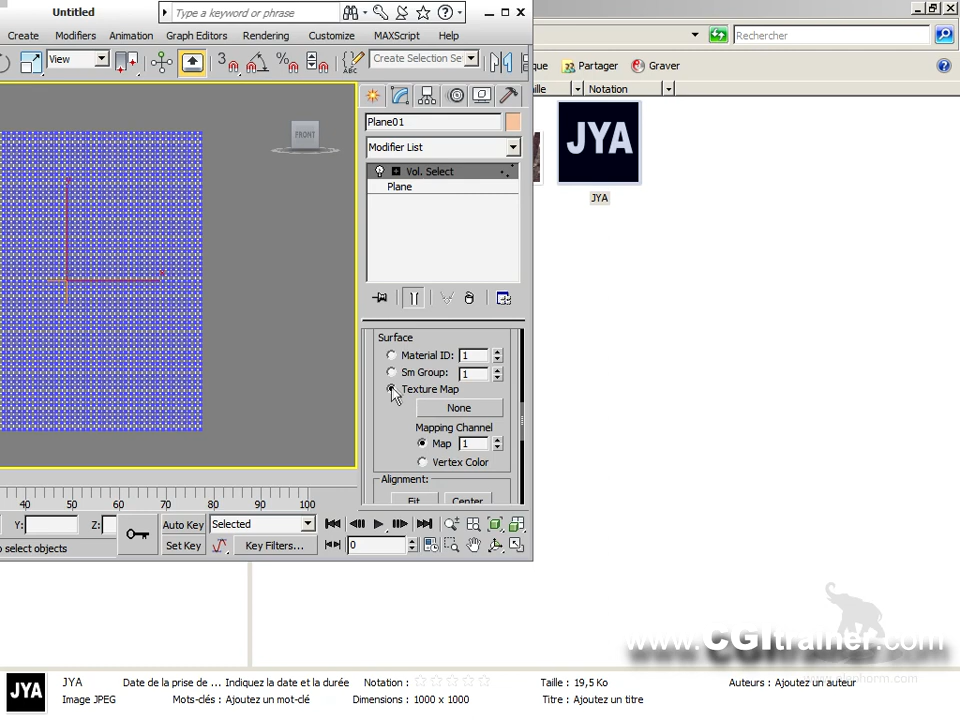 Untitled
Type a keyword or phrase
Create Modifiers Animation Graph Editors Rendering Customize MAXScript Help
Rechercher
que Partager Graver
View
3
%
ABC
Create Selection Se
ille Notation
FRONT
Plane01
Modifier List
Vol. Select
Plane
JYA
JYA
Surface
Material ID: 1
Sm Group: 1
Texture Map
None
Mapping Channel
Map 1
Vertex Color
Alignment:
Fit Center
40 50 60 70 80 90 100
Y: Z: Auto Key Selected
o select objects Set Key Key Filters... 0
www.CGItrainer.com
www.elephorm.com
JYA
JYA Date de la prise de ... Indiquez la date et la durée Notation : Taille : 19,5 Ko Auteurs : Ajoutez un auteur
Image JPEG Mots-clés : Ajoutez un mot-clé Dimensions : 1000 x 1000 Titre : Ajoutez un titre